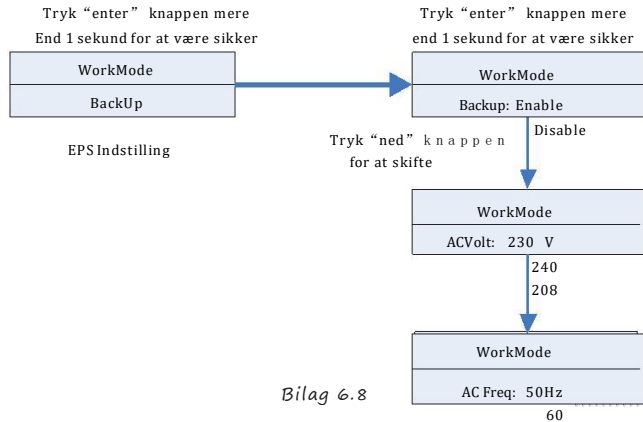 Tryk “enter” knappen mere
End 1 sekund for at være sikker
WorkMode
BackUp
EPS Indstilling
Tryk “enter” knappen mere
end 1 sekund for at være sikker
WorkMode
Backup: Enable
Disable
Tryk “ned” knappen
for at skifte
WorkMode
ACVolt: 230 V
240
208
WorkMode
AC Freq: 50Hz
60
Bilag 6.8